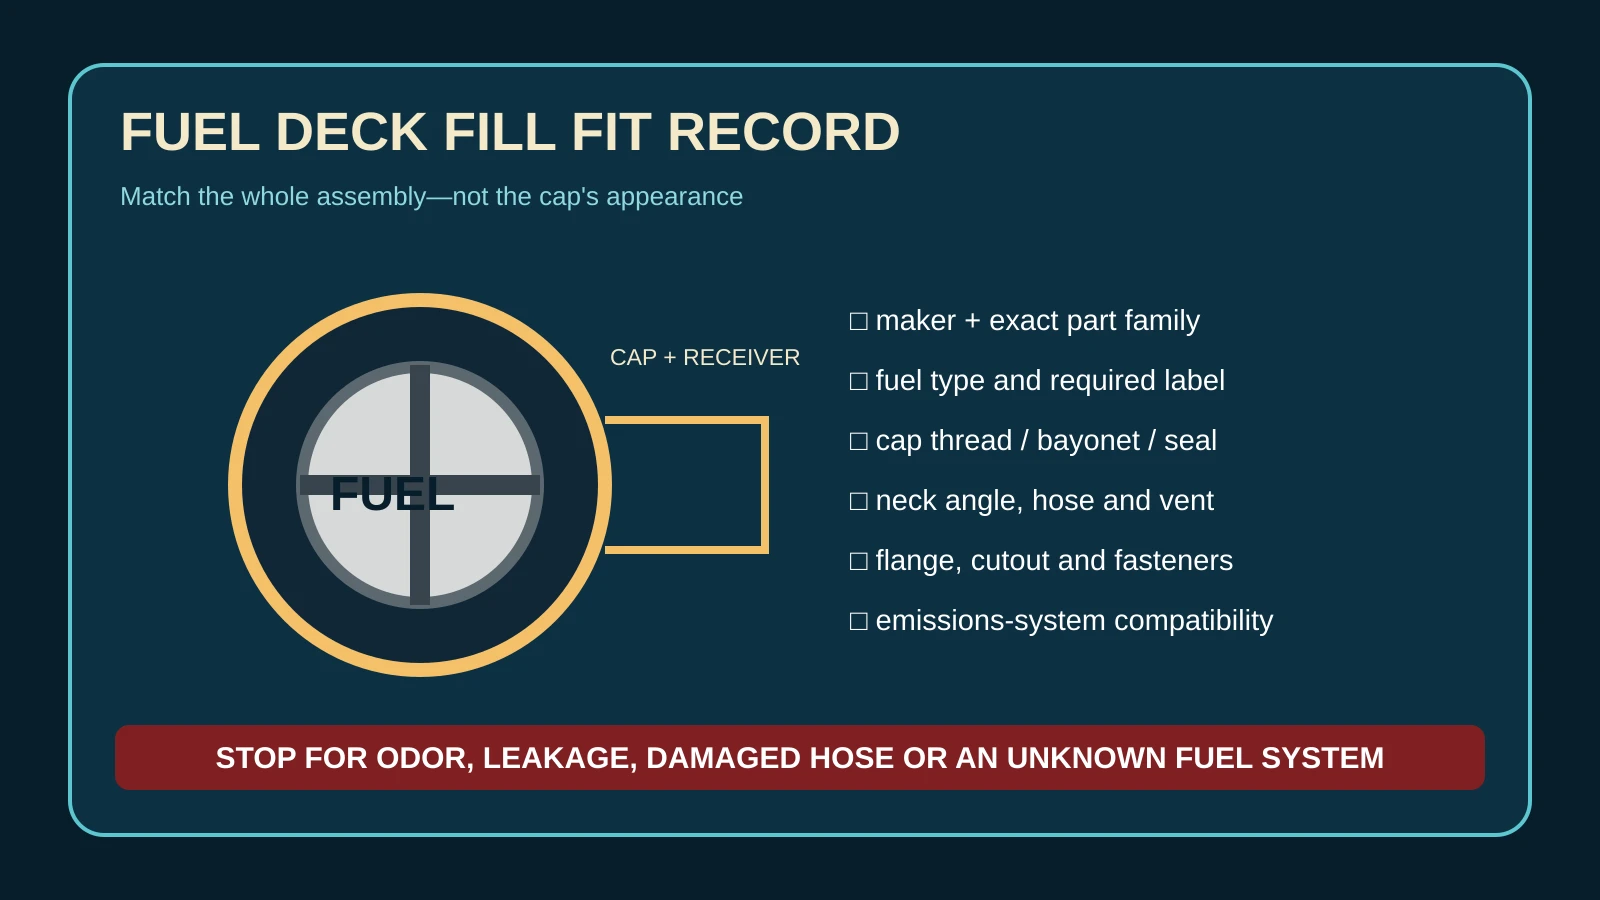 FUEL DECK FILL FIT RECORD
Match the whole assembly—not the cap's appearance
CAP + RECEIVER
FUEL
□ maker + exact part family
□ fuel type and required label
□ cap thread / bayonet / seal
□ neck angle, hose and vent
□ flange, cutout and fasteners
□ emissions-system compatibility
STOP FOR ODOR, LEAKAGE, DAMAGED HOSE OR AN UNKNOWN FUEL SYSTEM